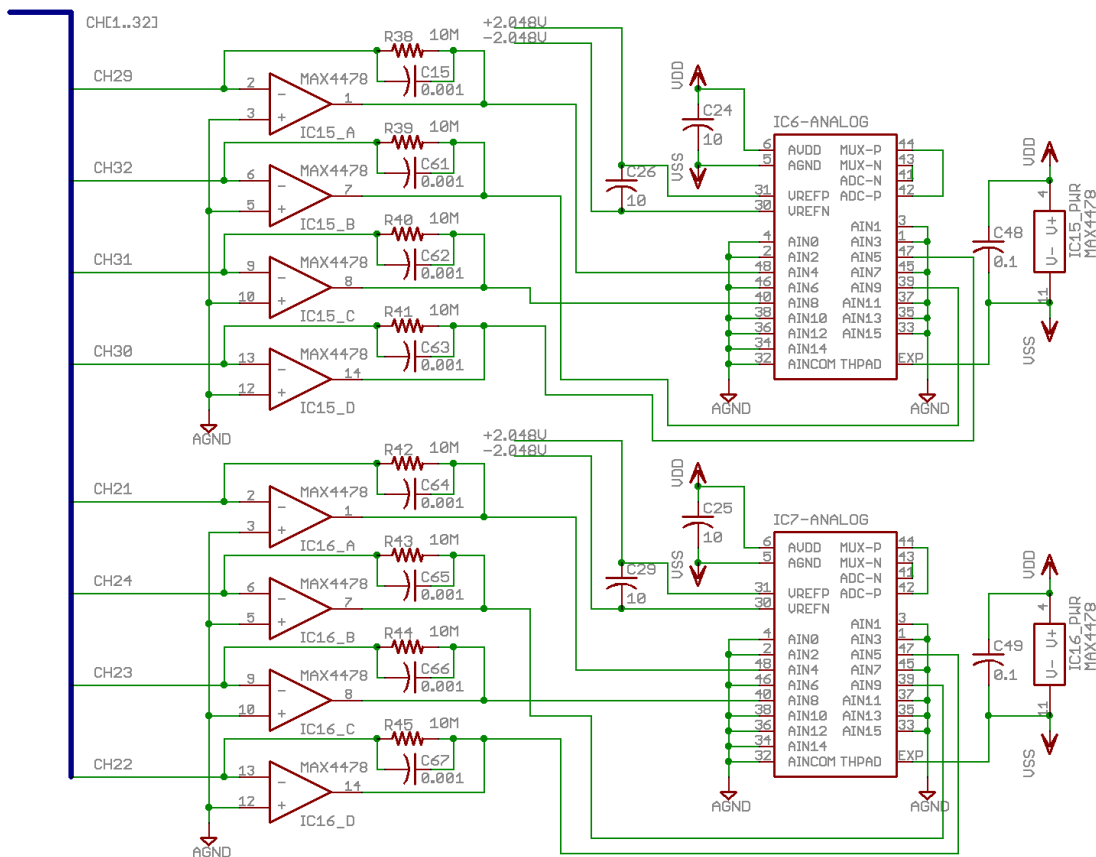 CH[1..32]
+2.048V
-2.048V
R38 10M
C15
0.001
CH29
2
3
1
MAX4478
IC15_A
R39 10M
C61
0.001
CH32
6
5
7
MAX4478
IC15_B
R40 10M
C62
0.001
CH31
9
10
8
MAX4478
IC15_C
R41 10M
C63
0.001
CH30
13
12
14
MAX4478
IC15_D
AGND
C26
10
VDD
C24
10
VSS
IC6-ANALOG
6 AVDD MUX-P 44
5 AGND MUX-N 43
ADC-N 41
31 VREFP ADC-P 42
30 VREFN
AIN1 3
4 AIN0 AIN3 1
2 AIN2 AIN5 47
48 AIN4 AIN7 45
46 AIN6 AIN9 39
40 AIN8 AIN11 37
38 AIN10 AIN13 35
36 AIN12 AIN15 33
34 AIN14
32 AINCOM THPAD EXP
AGND
AGND
C48
0.1
VDD
4
V- V+
11
IC15_PWR
MAX4478
VSS
+2.048V
-2.048V
R42 10M
C64
0.001
CH21
2
3
1
MAX4478
IC16_A
R43 10M
C65
0.001
CH24
6
5
7
MAX4478
IC16_B
R44 10M
C66
0.001
CH23
9
10
8
MAX4478
IC16_C
R45 10M
C67
0.001
CH22
13
12
14
MAX4478
IC16_D
AGND
C29
10
VDD
C25
10
VSS
IC7-ANALOG
6 AVDD MUX-P 44
5 AGND MUX-N 43
ADC-N 41
31 VREFP ADC-P 42
30 VREFN
AIN1 3
4 AIN0 AIN3 1
2 AIN2 AIN5 47
48 AIN4 AIN7 45
46 AIN6 AIN9 39
40 AIN8 AIN11 37
38 AIN10 AIN13 35
36 AIN12 AIN15 33
34 AIN14
32 AINCOM THPAD EXP
AGND
AGND
C49
0.1
VDD
4
V- V+
11
IC16_PWR
MAX4478
VSS